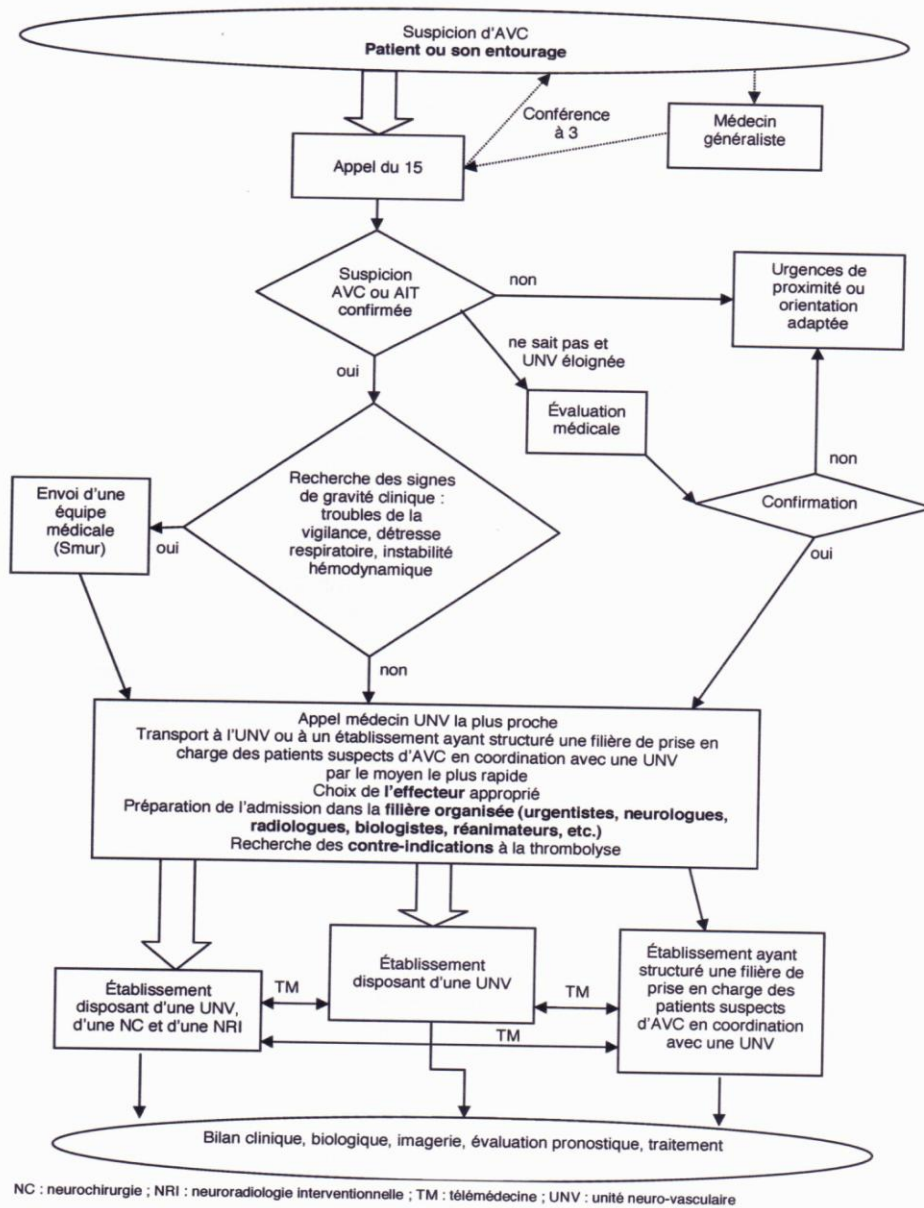 Suspicion d'AVC
Patient ou son entourage
Conférence
à 3
Médecin
généraliste
Appel du 15
Suspicion
AVC ou AIT
confirmée
non
Urgences de
proximité ou
orientation
adaptée
ne sait pas et
UNV éloignée
oui
Évaluation
médicale
non
Confirmation
oui
Recherche des signes
de gravité clinique :
troubles de la
vigilance, détresse
respiratoire, instabilité
hémodynamique
Envoi d'une
équipe
médicale
(Smur)
oui
non
Appel médecin UNV la plus proche
Transport à l'UNV ou à un établissement ayant structuré une filière de prise en
charge des patients suspects d'AVC en coordination avec une UNV
par le moyen le plus rapide
Choix de l'effecteur approprié
Préparation de l'admission dans la filière organisée (urgentistes, neurologues,
radiologues, biologistes, réanimateurs, etc.)
Recherche des contre-indications à la thrombolyse
Établissement
disposant d'une UNV,
d'une NC et d'une NRI
TM
Établissement
disposant d'une UNV
TM
Établissement ayant
structuré une filière de
prise en charge des
patients suspects
d'AVC en coordination
avec une UNV
TM
Bilan clinique, biologique, imagerie, évaluation pronostique, traitement
NC : neurochirurgie ; NRI : neuroradiologie interventionnelle ; TM : télémédecine ; UNV : unité neuro-vasculaire